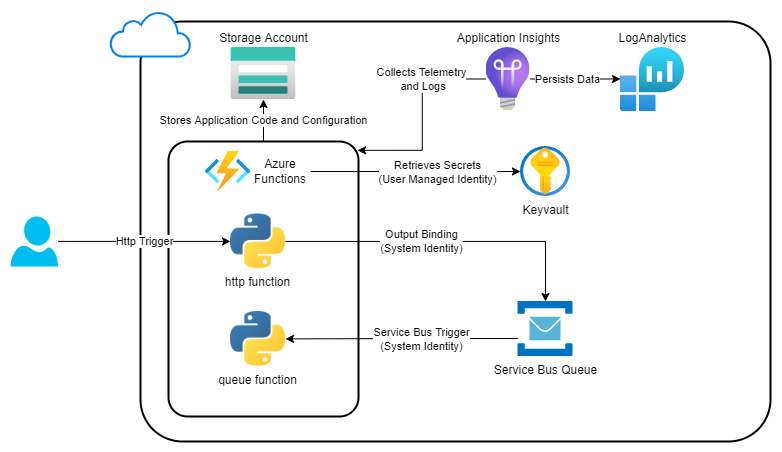 Storage Account
Application Insights
LogAnalytics
Collects Telemetry
and Logs
Persists Data
Stores Application Code and Configuration
Azure
Functions
Retrieves Secrets
(User Managed Identity)
Keyvault
Http Trigger
Output Binding
(System Identity)
http function
Service Bus Trigger
(System Identity)
Service Bus Queue
queue function